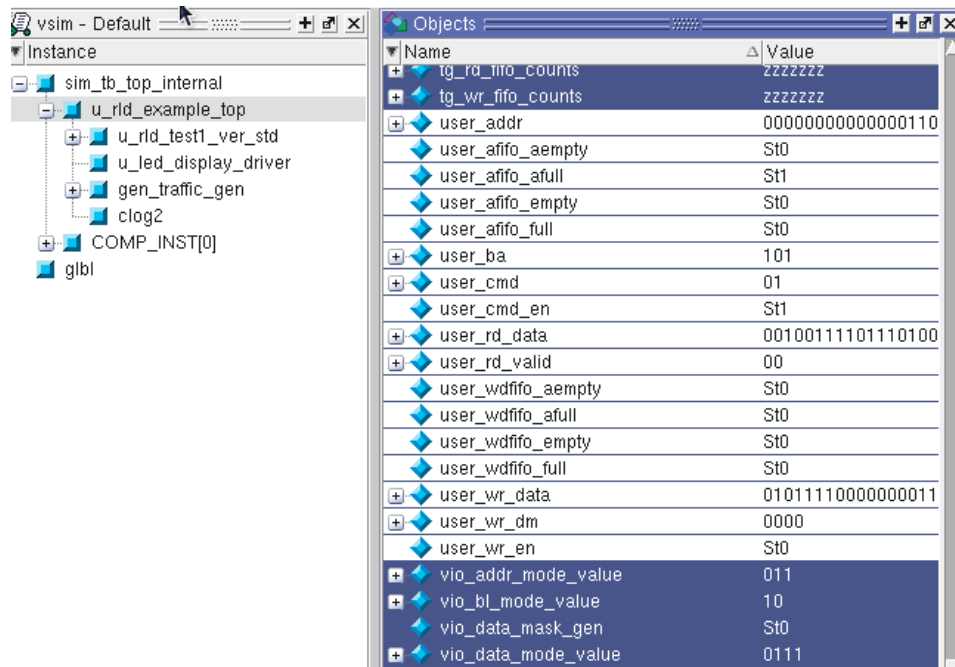 vsim - Default
Instance
sim_tb_top_internal
u_rld_example_top
u_rld_test1_ver_std
u_led_display_driver
gen_traffic_gen
clog2
COMP_INST[0]
glbl
Objects
Name Value
tg_rd_fifo_counts zzzzzzz
tg_wr_fifo_counts zzzzzzz
user_addr 00000000000000110
user_afifo_aempty St0
user_afifo_afull St1
user_afifo_empty St0
user_afifo_full St0
user_ba 101
user_cmd 01
user_cmd_en St1
user_rd_data 00100111101110100
user_rd_valid 00
user_wdfifo_aempty St0
user_wdfifo_afull St0
user_wdfifo_empty St0
user_wdfifo_full St0
user_wr_data 01011110000000011
user_wr_dm 0000
user_wr_en St0
vio_addr_mode_value 011
vio_bl_mode_value 10
vio_data_mask_gen St0
vio_data_mode_value 0111